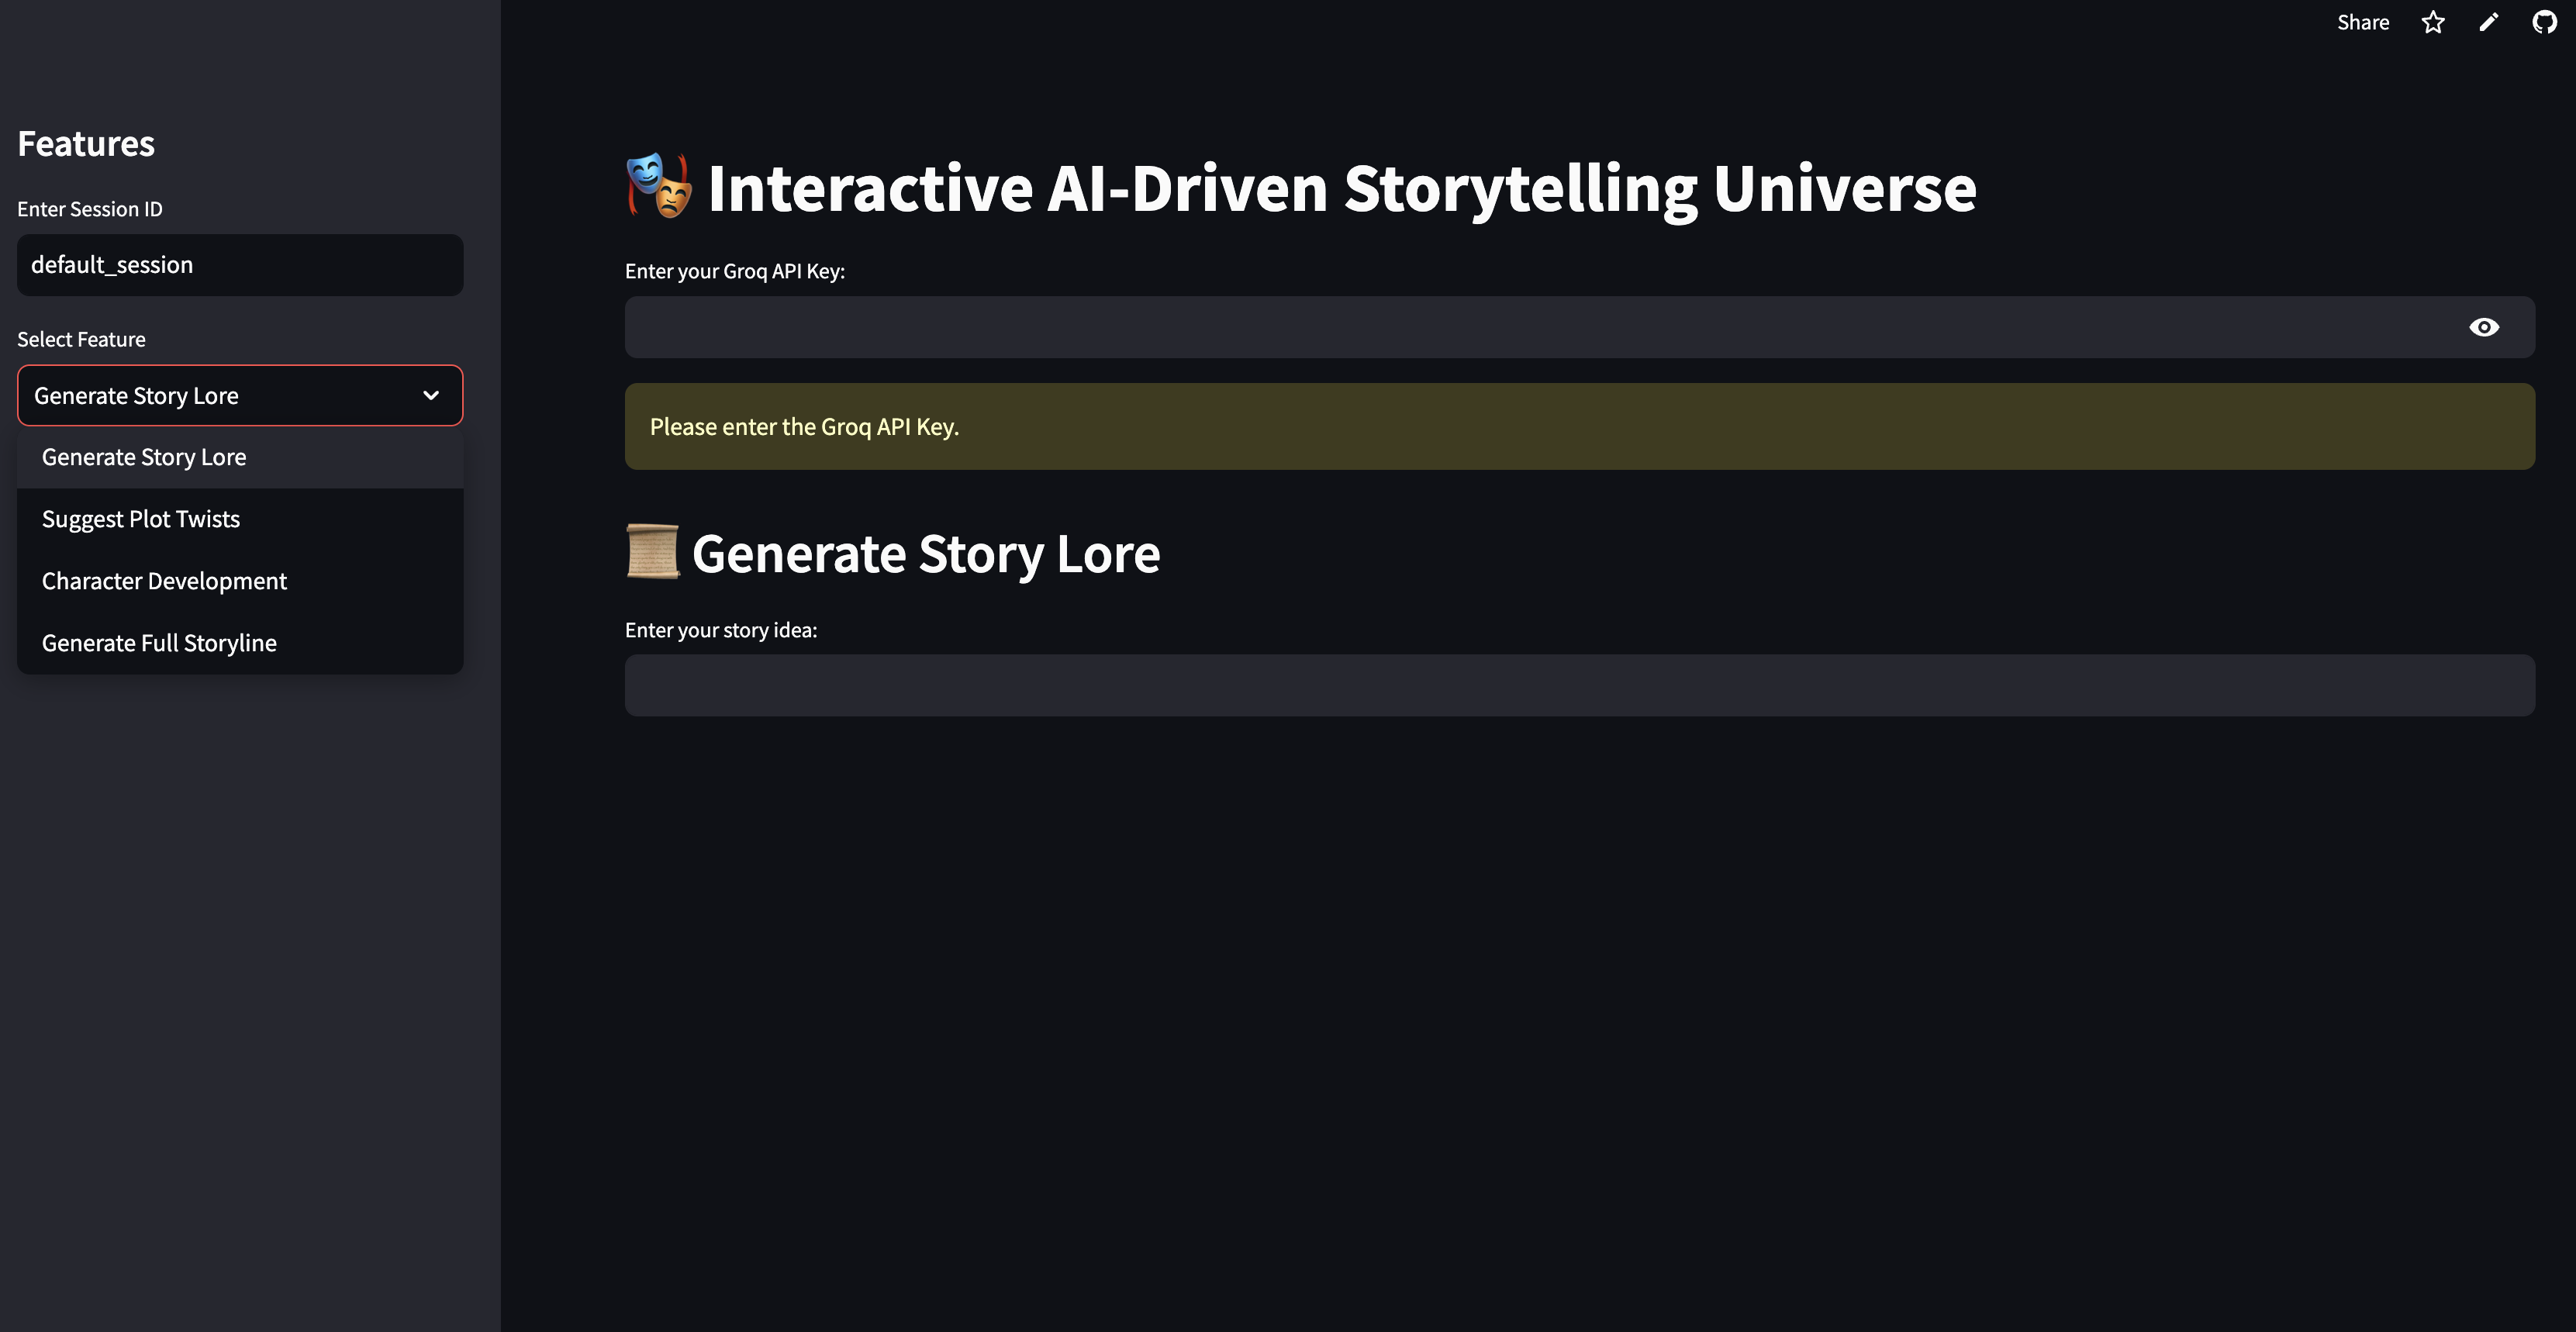 Share
Features
Enter Session ID
default_session
Select Feature
Generate Story Lore
Generate Story Lore
Suggest Plot Twists
Character Development
Generate Full Storyline
Interactive AI-Driven Storytelling Universe
Enter your Groq API Key:
Please enter the Groq API Key.
Generate Story Lore
Enter your story idea: